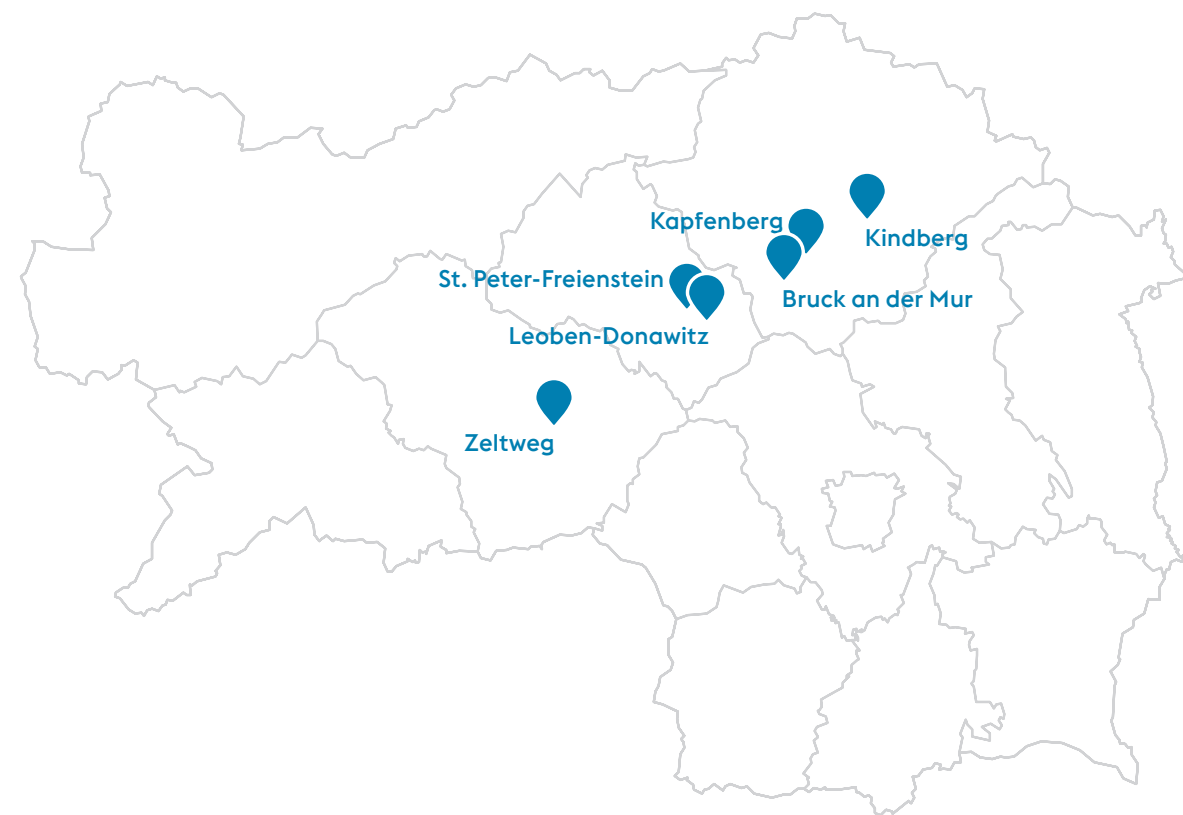 Kapfenberg
Kindberg
St. Peter-Freienstein
Bruck an der Mur
Leoben-Donawitz
Zeltweg